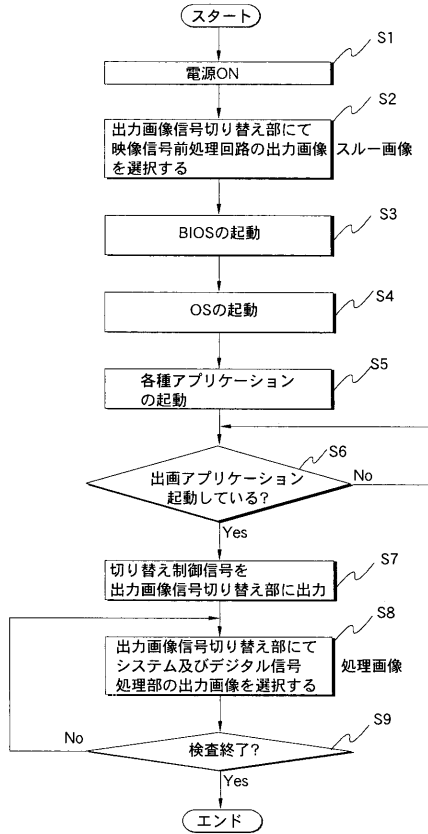 スタート
S1
電源ON
S2
出力画像信号切り替え部にて
映像信号前処理回路の出力画像
を選択する
スルー画像
S3
BIOSの起動
S4
OSの起動
S5
各種アプリケーション
の起動
S6
出画アプリケーション
起動している?
No
Yes
S7
切り替え制御信号を
出力画像信号切り替え部に出力
S8
出力画像信号切り替え部にて
システム及びデジタル信号
処理部の出力画像を選択する
処理画像
S9
検査終了?
No
Yes
エンド